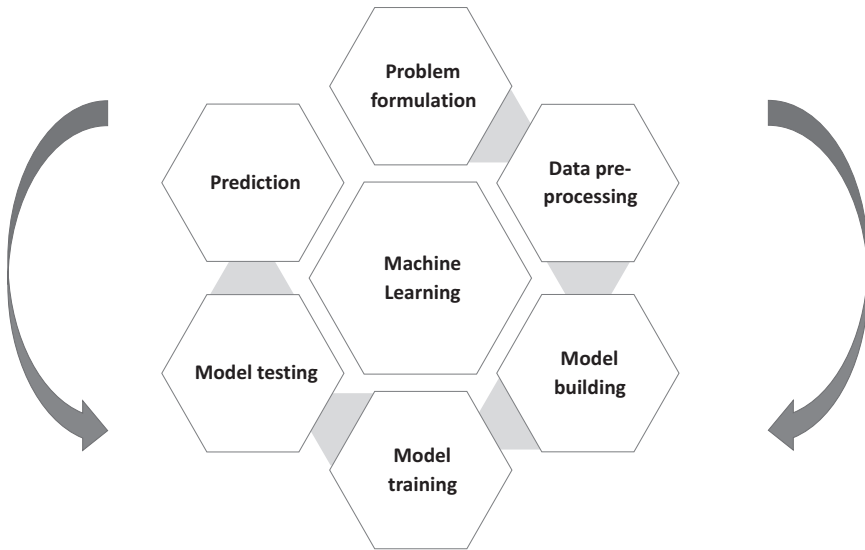 Problem
formulation
Data pre-
processing
Model
building
Model
training
Model testing
Prediction
Machine
Learning